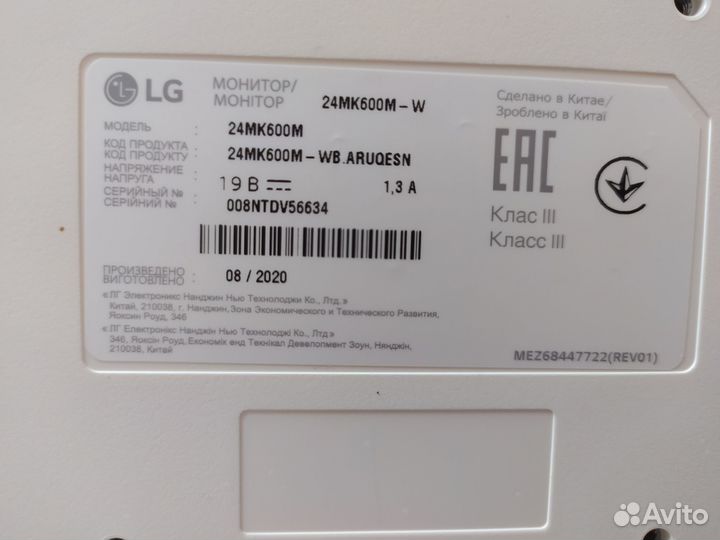 LG
МОНИТОР/
МОНІТОР
24MK600M-W
Сделано в Китае/
Зроблено в Китаї
МОДЕЛЬ : 24MK600M
КОД ПРОДУКТА
КОД ПРОДУКТУ : 24MK600M-WB.ARUQESN
НАПРЯЖЕНИЕ
НАПРУГА : 19 В 1,3 А
СЕРИЙНЫЙ №
СЕРІЙНИЙ № : 008NTDV56634
EAC
Клас III
Класс III
ПРОИЗВЕДЕНО
ВИГОТОВЛЕНО : 08 / 2020
«ЛГ Электроникс Нанджин Нью Технолоджи Ко., Лтд.»
Китай, 210038, г. Нанджин, Зона Экономического и Технического Развития,
Яоксин Роуд, 346
«ЛГ Електронікс Нанджін Нью Технолоджі Ко., Лтд.»
346, Яоксін Роуд, Економік енд Текнікал Девелопмент Зоун, Нянджін,
210038, Китай
MEZ68447722(REV01)
Avito